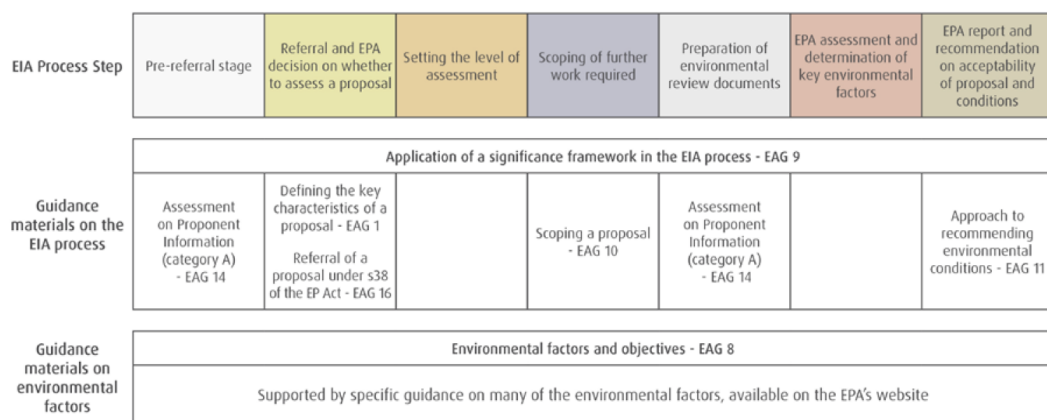 EIA Process Step
Pre-referral stage
Referral and EPA
decision on whether
to assess a proposal
Setting the level of
assessment
Scoping of further
work required
Preparation of
environmental
review documents
EPA assessment and
determination of
key environmental
factors
EPA report and
recommendation
on acceptability
of proposal and
conditions
Guidance
materials on the
EIA process
Application of a significance framework in the EIA process - EAG 9
Assessment
on Proponent
Information
(category A)
- EAG 14
Defining the key
characteristics of a
proposal - EAG 1
Referral of a
proposal under s38
of the EP Act - EAG 16
Scoping a proposal
- EAG 10
Assessment
on Proponent
Information
(category A)
- EAG 14
Approach to
recommending
environmental
conditions - EAG 11
Guidance
materials on
environmental
factors
Environmental factors and objectives - EAG 8
Supported by specific guidance on many of the environmental factors, available on the EPA's website